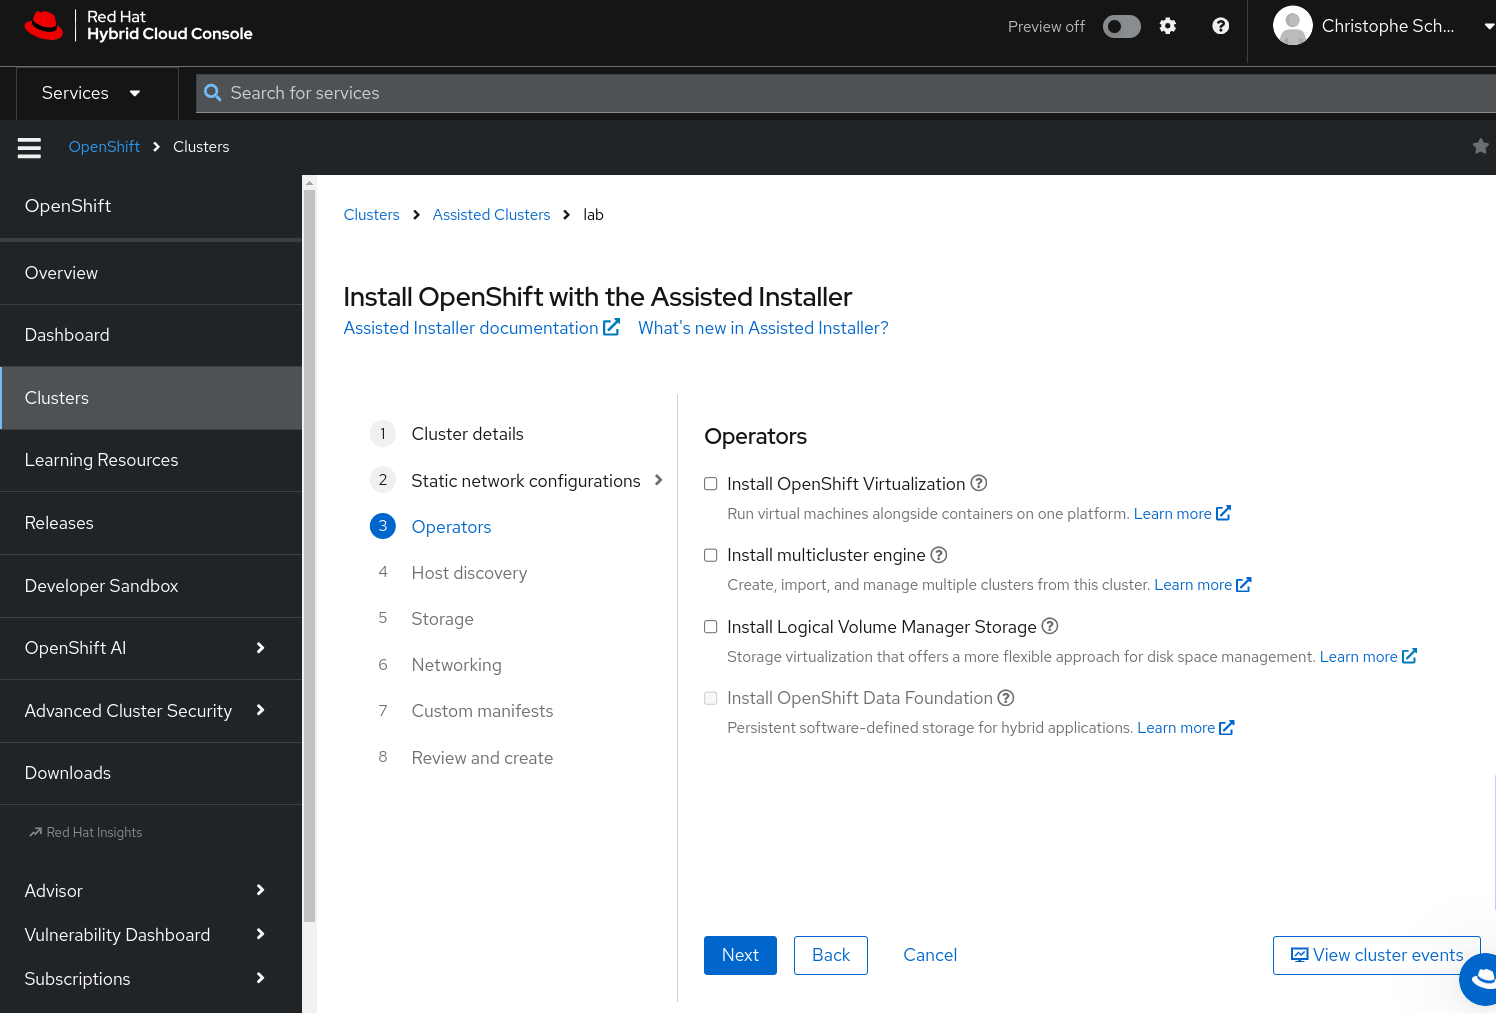 Red Hat
Hybrid Cloud Console
Preview off
Christophe Sch...
Services
Search for services
OpenShift
Clusters
OpenShift
Overview
Dashboard
Clusters
Learning Resources
Releases
Developer Sandbox
OpenShift AI
Advanced Cluster Security
Downloads
Red Hat Insights
Advisor
Vulnerability Dashboard
Subscriptions
Clusters
Assisted Clusters
lab
Install OpenShift with the Assisted Installer
Assisted Installer documentation
What's new in Assisted Installer?
1 Cluster details
2 Static network configurations
3 Operators
4 Host discovery
5 Storage
6 Networking
7 Custom manifests
8 Review and create
Operators
Install OpenShift Virtualization
Run virtual machines alongside containers on one platform. Learn more
Install multicluster engine
Create, import, and manage multiple clusters from this cluster. Learn more
Install Logical Volume Manager Storage
Storage virtualization that offers a more flexible approach for disk space management. Learn more
Install OpenShift Data Foundation
Persistent software-defined storage for hybrid applications. Learn more
Next
Back
Cancel
View cluster events